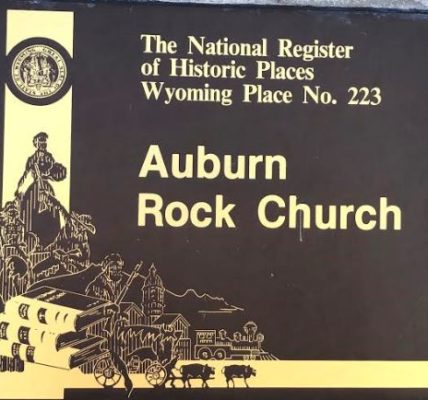 The National Register
of Historic Places
Wyoming Place No. 223
Auburn
Rock Church